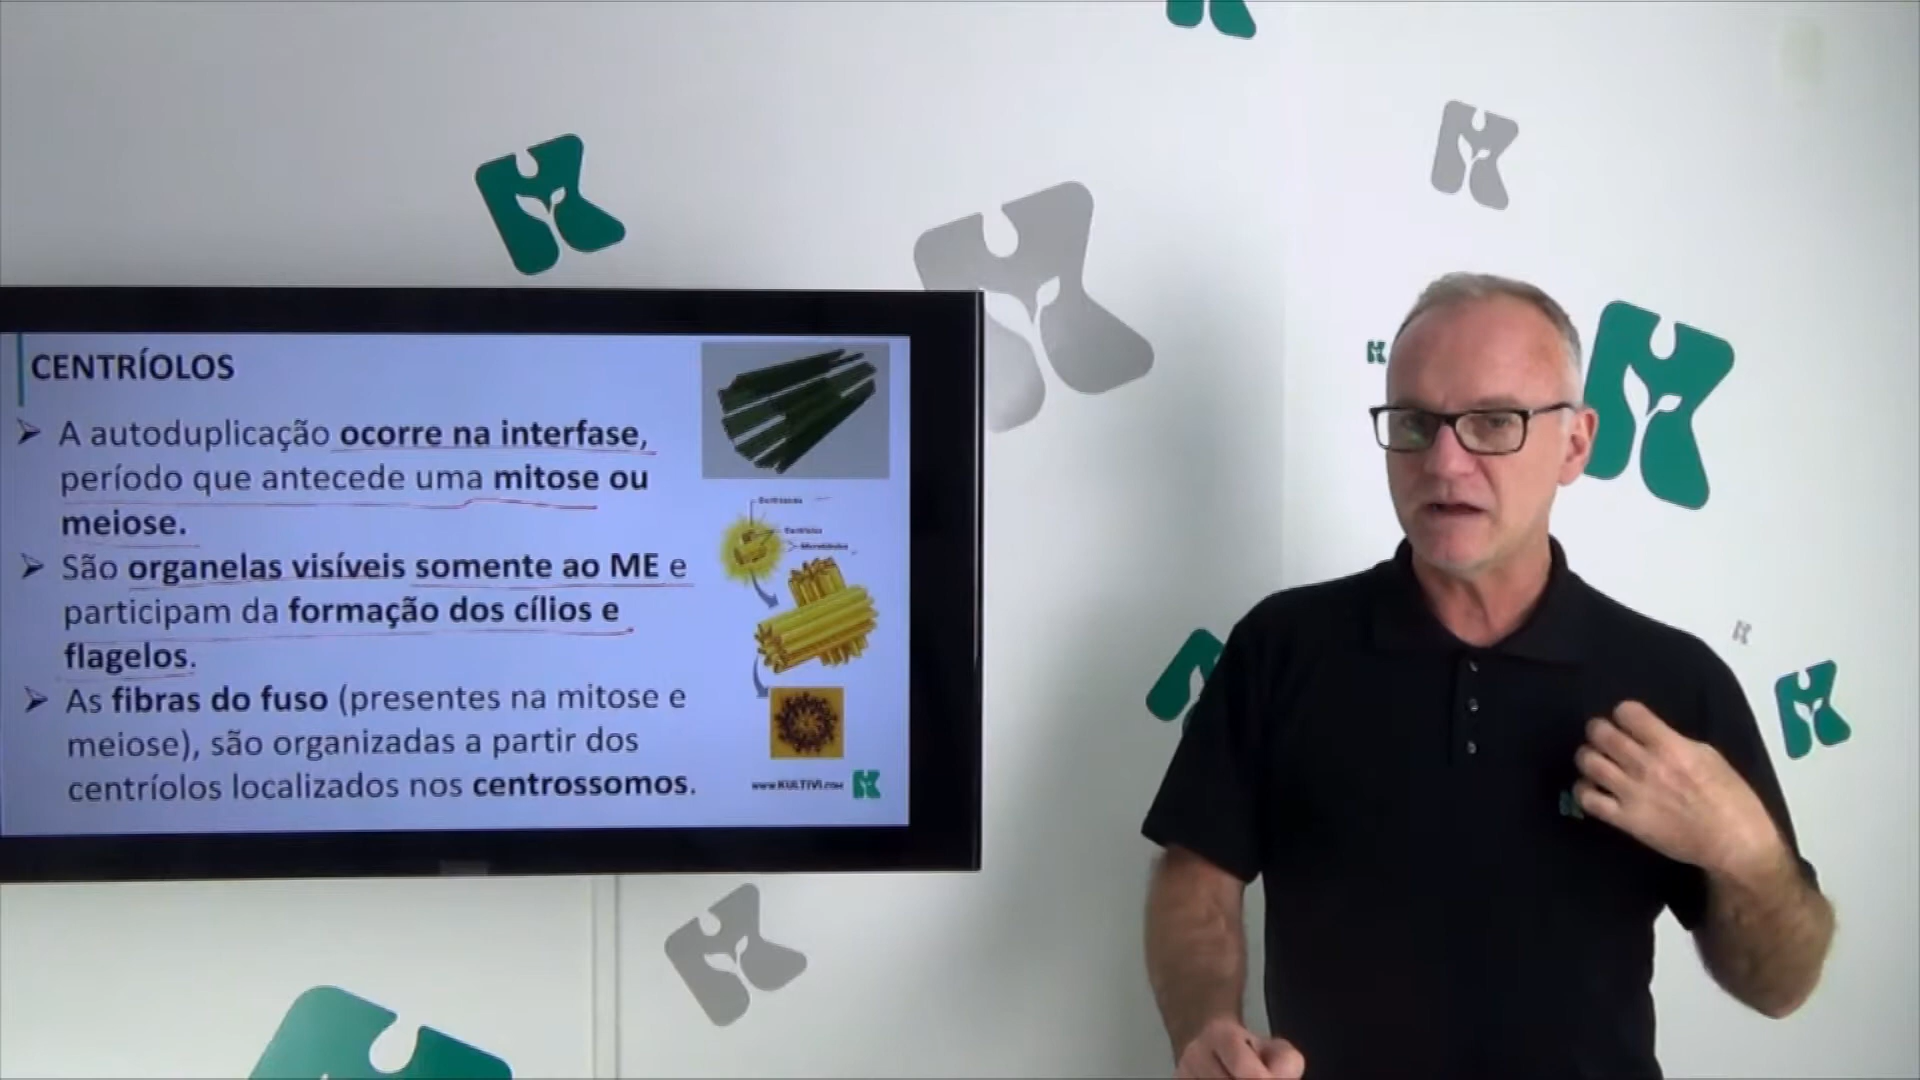 CENTRÍOLOS
➢ A autoduplicação ocorre na interfase,
período que antecede uma mitose ou
meiose.
➢ São organelas visíveis somente ao ME e
participam da formação dos cílios e
flagelos.
➢ As fibras do fuso (presentes na mitose e
meiose), são organizadas a partir dos
centríolos localizados nos centrossomos.
Centríolos
www.KULTIVI.COM